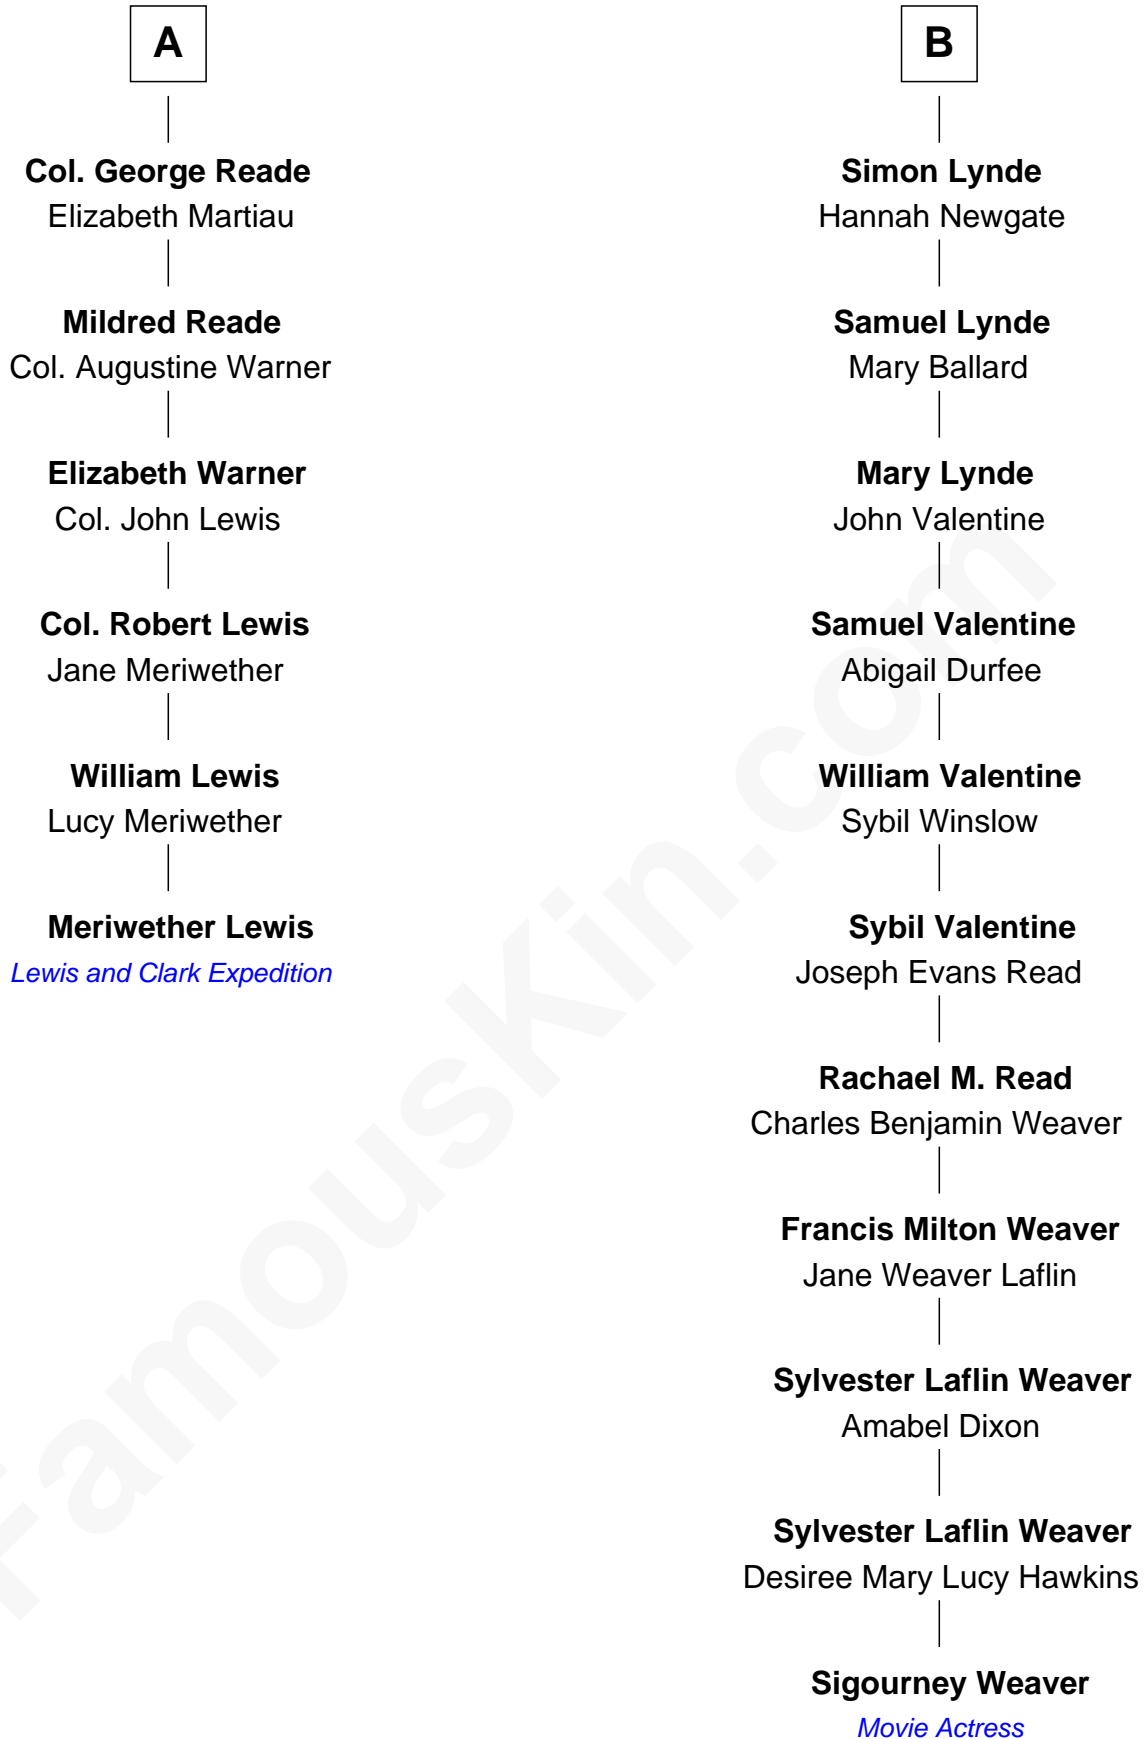 A
Col. George Reade
Elizabeth Martiau
Mildred Reade
Col. Augustine Warner
Elizabeth Warner
Col. John Lewis
Col. Robert Lewis
Jane Meriwether
William Lewis
Lucy Meriwether
Meriwether Lewis
Lewis and Clark Expedition
B
Simon Lynde
Hannah Newgate
Samuel Lynde
Mary Ballard
Mary Lynde
John Valentine
Samuel Valentine
Abigail Durfee
William Valentine
Sybil Winslow
Sybil Valentine
Joseph Evans Read
Rachael M. Read
Charles Benjamin Weaver
Francis Milton Weaver
Jane Weaver Laflin
Sylvester Laflin Weaver
Amabel Dixon
Sylvester Laflin Weaver
Desiree Mary Lucy Hawkins
Sigourney Weaver
Movie Actress
FamousKin.com